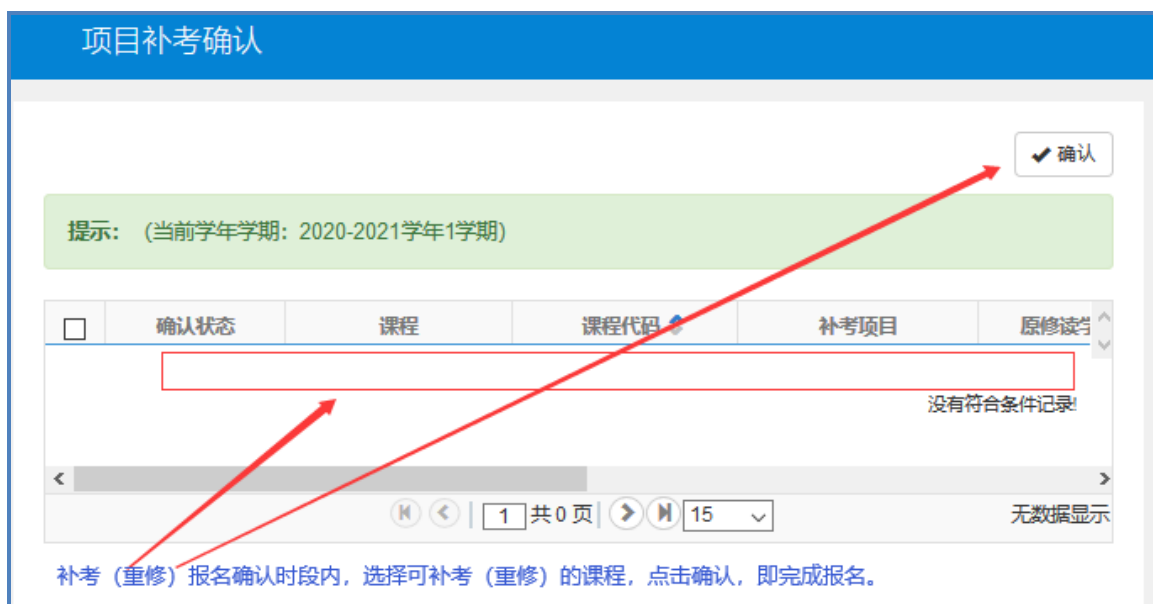 项目补考确认
确认
提示： (当前学年学期：2020-2021学年1学期)
确认状态 课程 课程代码 补考项目 原修读学
没有符合条件记录!
1 共 0 页 15 无数据显示
补考（重修）报名确认时段内，选择可补考（重修）的课程，点击确认，即完成报名。